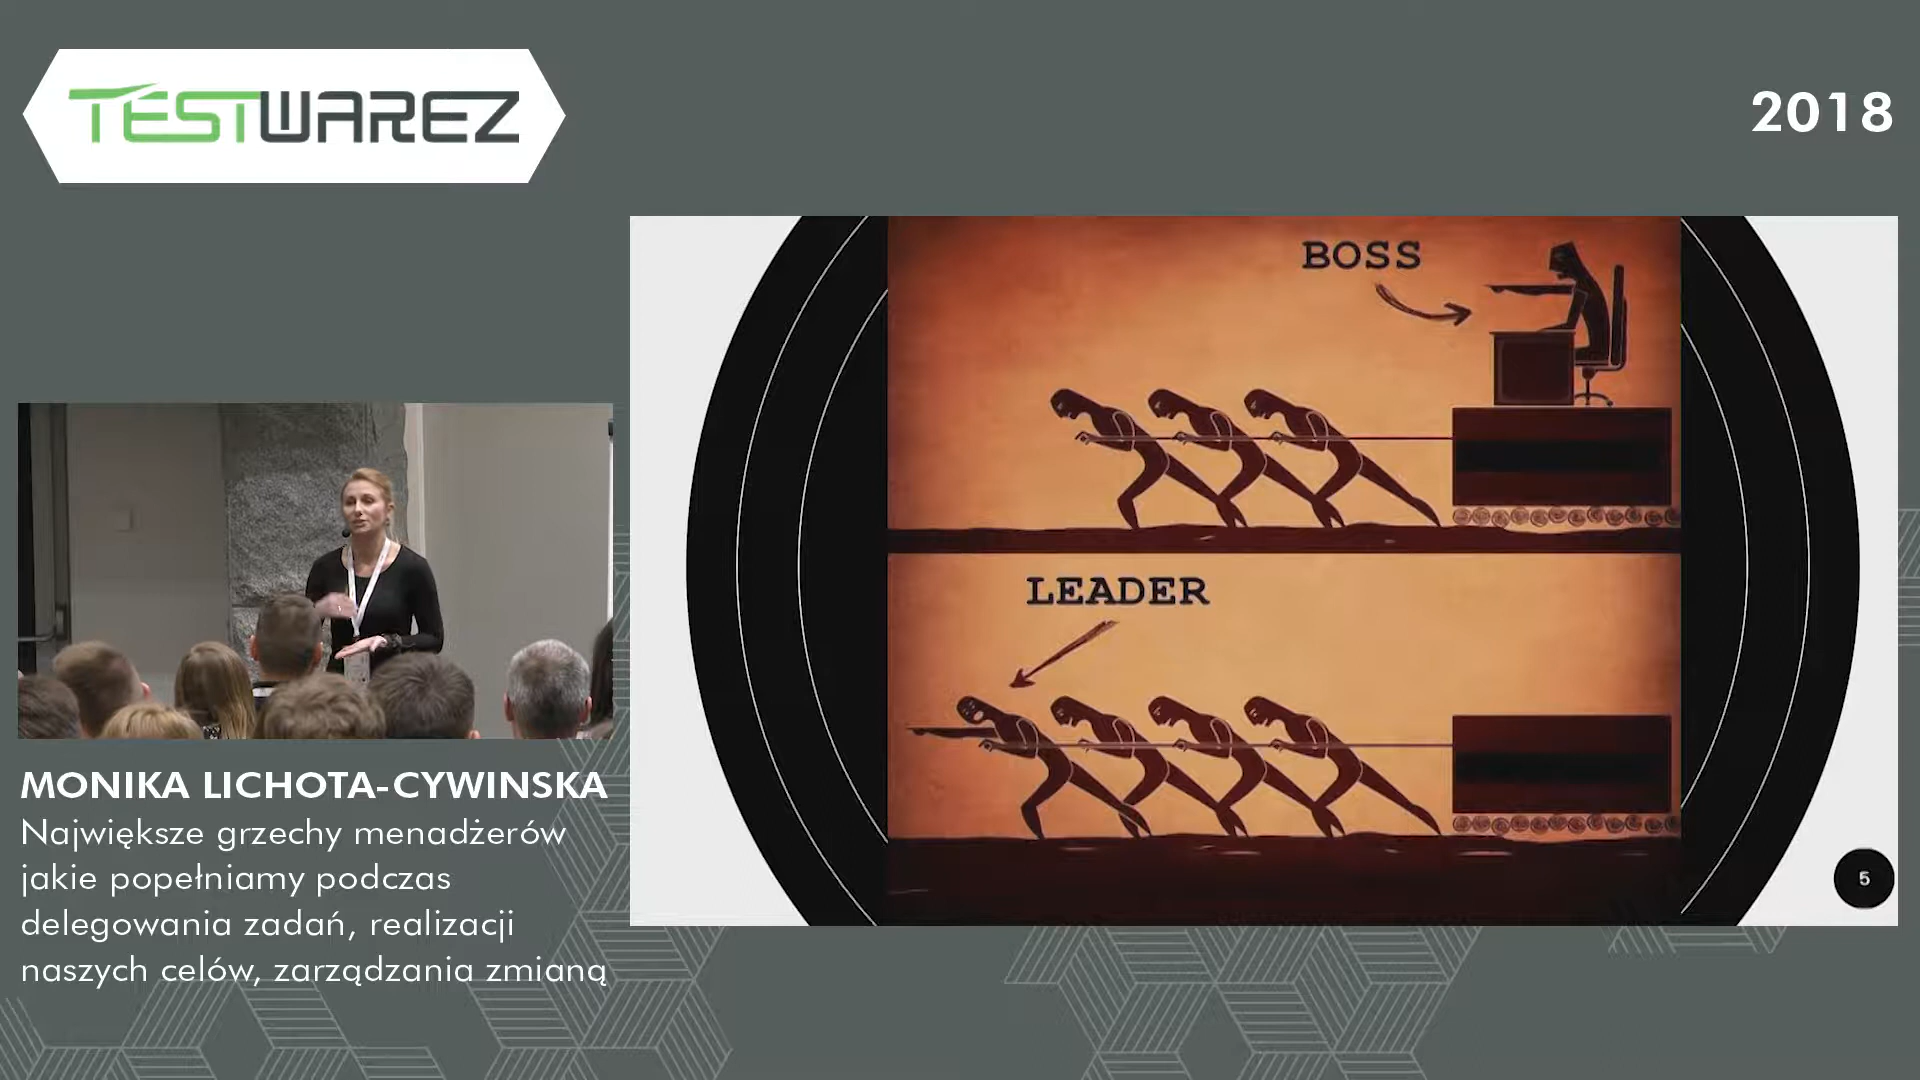 TESTWAREZ
2018
BOSS
LEADER
5
MONIKA LICHOTA-CYWINSKA
Największe grzechy menadżerów
jakie popełniamy podczas
delegowania zadań, realizacji
naszych celów, zarządzania zmianą